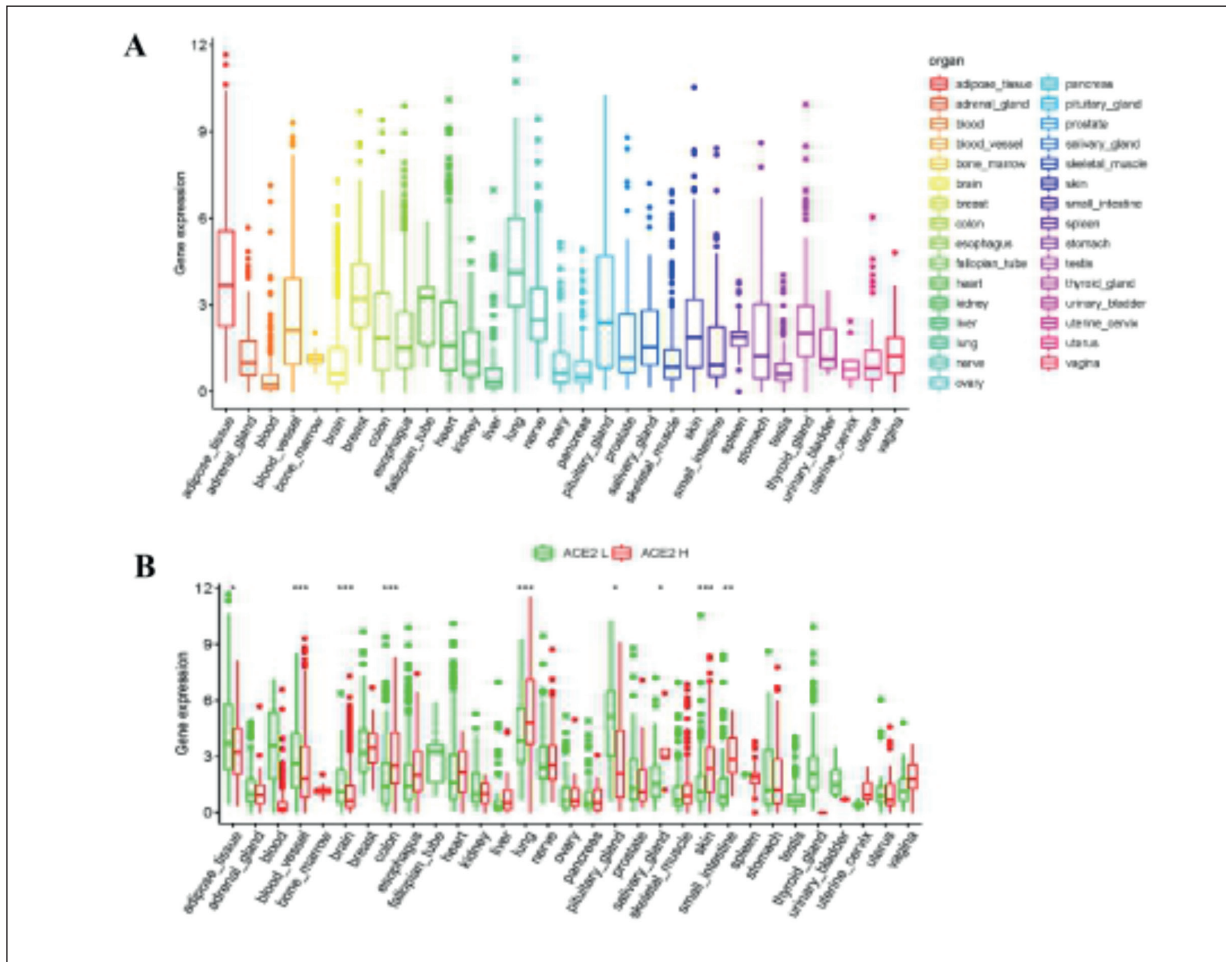 A
12
9
6
3
0
Gene expression
adipose_tissue
adrenal_gland
blood
blood_vessel
bone_marrow
brain
breast
colon
esophagus
fallopian_tube
heart
kidney
liver
lung
nerve
ovary
pancreas
pituitary_gland
prostate
salivary_gland
skeletal_muscle
skin
small_intestine
spleen
stomach
testis
thyroid_gland
urinary_bladder
uterine_cervix
uterus
vagina
organ
adipose_tissue pancreas
adrenal_gland pituitary_gland
blood prostate
blood_vessel salivary_gland
bone_marrow skeletal_muscle
brain skin
breast small_intestine
colon spleen
esophagus stomach
fallopian_tube testis
heart thyroid_gland
kidney urinary_bladder
liver uterine_cervix
lung uterus
nerve vagina
ovary
B
ACE2 L ACE2 H
12
9
6
3
0
Gene expression
adipose_tissue
adrenal_gland
blood
blood_vessel
bone_marrow
brain
breast
colon
esophagus
fallopian_tube
heart
kidney
liver
lung
nerve
ovary
pancreas
pituitary_gland
prostate
salivary_gland
skeletal_muscle
skin
small_intestine
spleen
stomach
testis
thyroid_gland
urinary_bladder
uterine_cervix
uterus
vagina